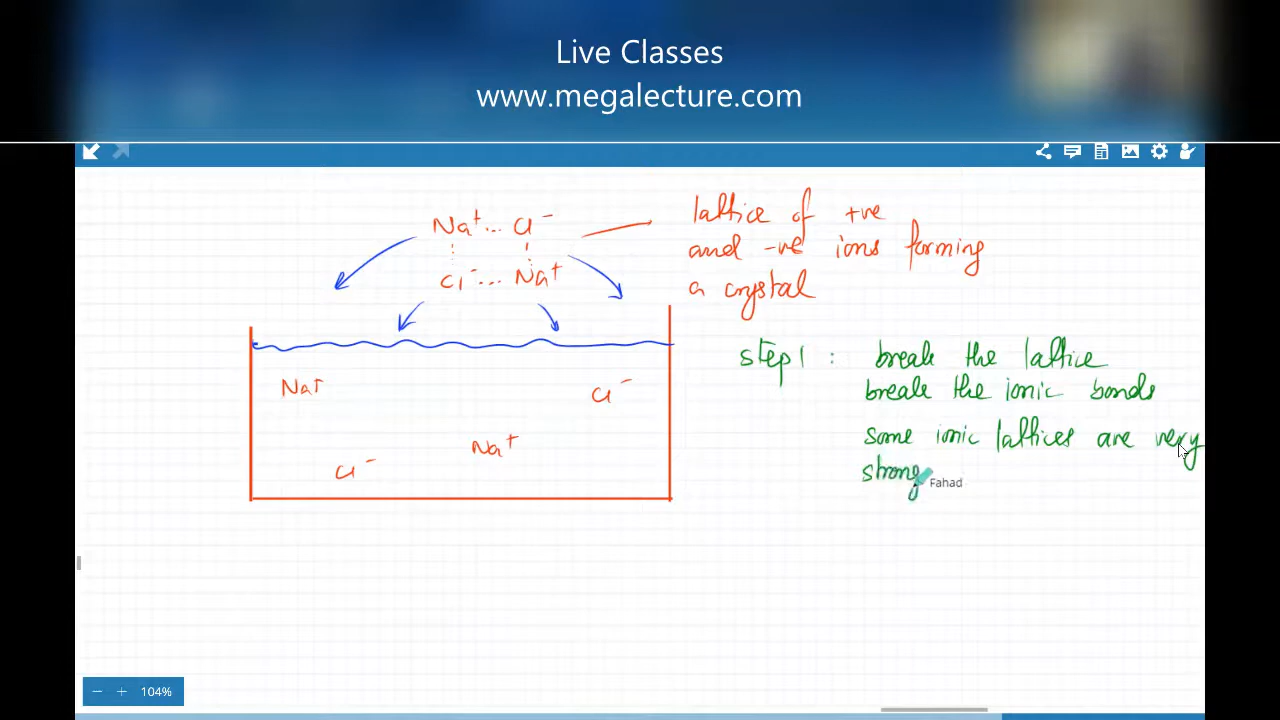 Live Classes
www.megalecture.com
Na⁺... Cl⁻
Cl⁻... Na⁺
lattice of +ve
and -ve ions forming
a crystal
step 1 : break the lattice
break the ionic bonds
some ionic lattices are very
strong
Fahad
Na⁺
Cl⁻
Na⁺
Cl⁻
104%